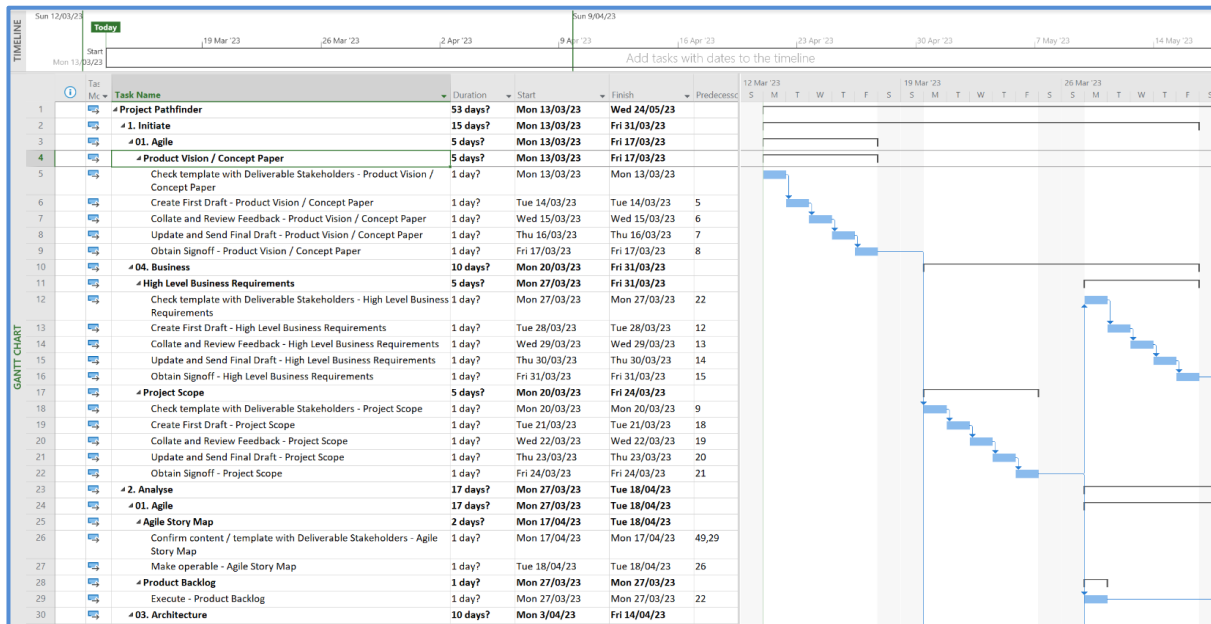 TIMELINE
Sun 12/03/23
Sun 9/04/23
Today
19 Mar '23 26 Mar '23 2 Apr '23 9 Apr '23 16 Apr '23 23 Apr '23 30 Apr '23 7 May '23 14 May '23
Start
Mon 13/03/23
Add tasks with dates to the timeline
GANTT CHART
12 Mar '23 19 Mar '23 26 Mar '23
Task Mc Task Name Duration Start Finish Predecessc S M T W T F S S M T W T F S S M T W T F S
1 Project Pathfinder 53 days? Mon 13/03/23 Wed 24/05/23
2 1. Initiate 15 days? Mon 13/03/23 Fri 31/03/23
3 01. Agile 5 days? Mon 13/03/23 Fri 17/03/23
4 Product Vision / Concept Paper 5 days? Mon 13/03/23 Fri 17/03/23
5 Check template with Deliverable Stakeholders - Product Vision / 1 day? Mon 13/03/23 Mon 13/03/23
Concept Paper
6 Create First Draft - Product Vision / Concept Paper 1 day? Tue 14/03/23 Tue 14/03/23 5
7 Collate and Review Feedback - Product Vision / Concept Paper 1 day? Wed 15/03/23 Wed 15/03/23 6
8 Update and Send Final Draft - Product Vision / Concept Paper 1 day? Thu 16/03/23 Thu 16/03/23 7
9 Obtain Signoff - Product Vision / Concept Paper 1 day? Fri 17/03/23 Fri 17/03/23 8
10 04. Business 10 days? Mon 20/03/23 Fri 31/03/23
11 High Level Business Requirements 5 days? Mon 27/03/23 Fri 31/03/23
12 Check template with Deliverable Stakeholders - High Level Business 1 day? Mon 27/03/23 Mon 27/03/23 22
Requirements
13 Create First Draft - High Level Business Requirements 1 day? Tue 28/03/23 Tue 28/03/23 12
14 Collate and Review Feedback - High Level Business Requirements 1 day? Wed 29/03/23 Wed 29/03/23 13
15 Update and Send Final Draft - High Level Business Requirements 1 day? Thu 30/03/23 Thu 30/03/23 14
16 Obtain Signoff - High Level Business Requirements 1 day? Fri 31/03/23 Fri 31/03/23 15
17 Project Scope 5 days? Mon 20/03/23 Fri 24/03/23
18 Check template with Deliverable Stakeholders - Project Scope 1 day? Mon 20/03/23 Mon 20/03/23 9
19 Create First Draft - Project Scope 1 day? Tue 21/03/23 Tue 21/03/23 18
20 Collate and Review Feedback - Project Scope 1 day? Wed 22/03/23 Wed 22/03/23 19
21 Update and Send Final Draft - Project Scope 1 day? Thu 23/03/23 Thu 23/03/23 20
22 Obtain Signoff - Project Scope 1 day? Fri 24/03/23 Fri 24/03/23 21
23 2. Analyse 17 days? Mon 27/03/23 Tue 18/04/23
24 01. Agile 17 days? Mon 27/03/23 Tue 18/04/23
25 Agile Story Map 2 days? Mon 17/04/23 Tue 18/04/23
26 Confirm content / template with Deliverable Stakeholders - Agile 1 day? Mon 17/04/23 Mon 17/04/23 49,29
Story Map
27 Make operable - Agile Story Map 1 day? Tue 18/04/23 Tue 18/04/23 26
28 Product Backlog 1 day? Mon 27/03/23 Mon 27/03/23
29 Execute - Product Backlog 1 day? Mon 27/03/23 Mon 27/03/23 22
30 03. Architecture 10 days? Mon 3/04/23 Fri 14/04/23